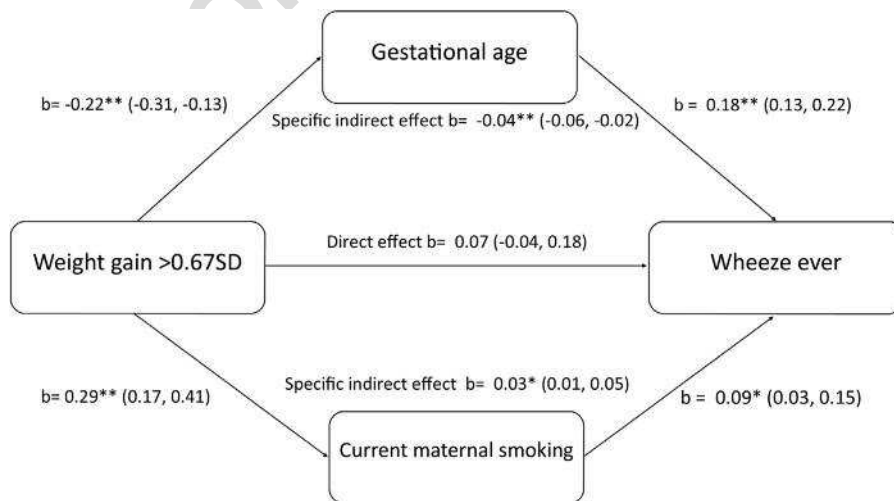 Gestational age
b= -0.22** (-0.31, -0.13)
b = 0.18** (0.13, 0.22)
Specific indirect effect b= -0.04** (-0.06, -0.02)
Direct effect b= 0.07 (-0.04, 0.18)
Weight gain >0.67SD
Wheeze ever
Specific indirect effect b= 0.03* (0.01, 0.05)
b= 0.29** (0.17, 0.41)
b = 0.09* (0.03, 0.15)
Current maternal smoking